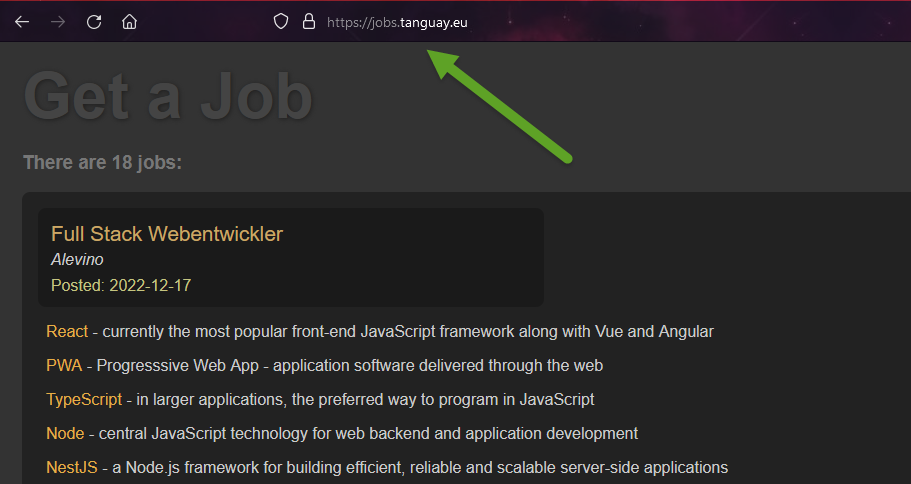 https://jobs.tanguay.eu
Get a Job
There are 18 jobs:
Full Stack Webentwickler
Alevino
Posted: 2022-12-17
React - currently the most popular front-end JavaScript framework along with Vue and Angular
PWA - Progresssive Web App - application software delivered through the web
TypeScript - in larger applications, the preferred way to program in JavaScript
Node - central JavaScript technology for web backend and application development
NestJS - a Node.js framework for building efficient, reliable and scalable server-side applications